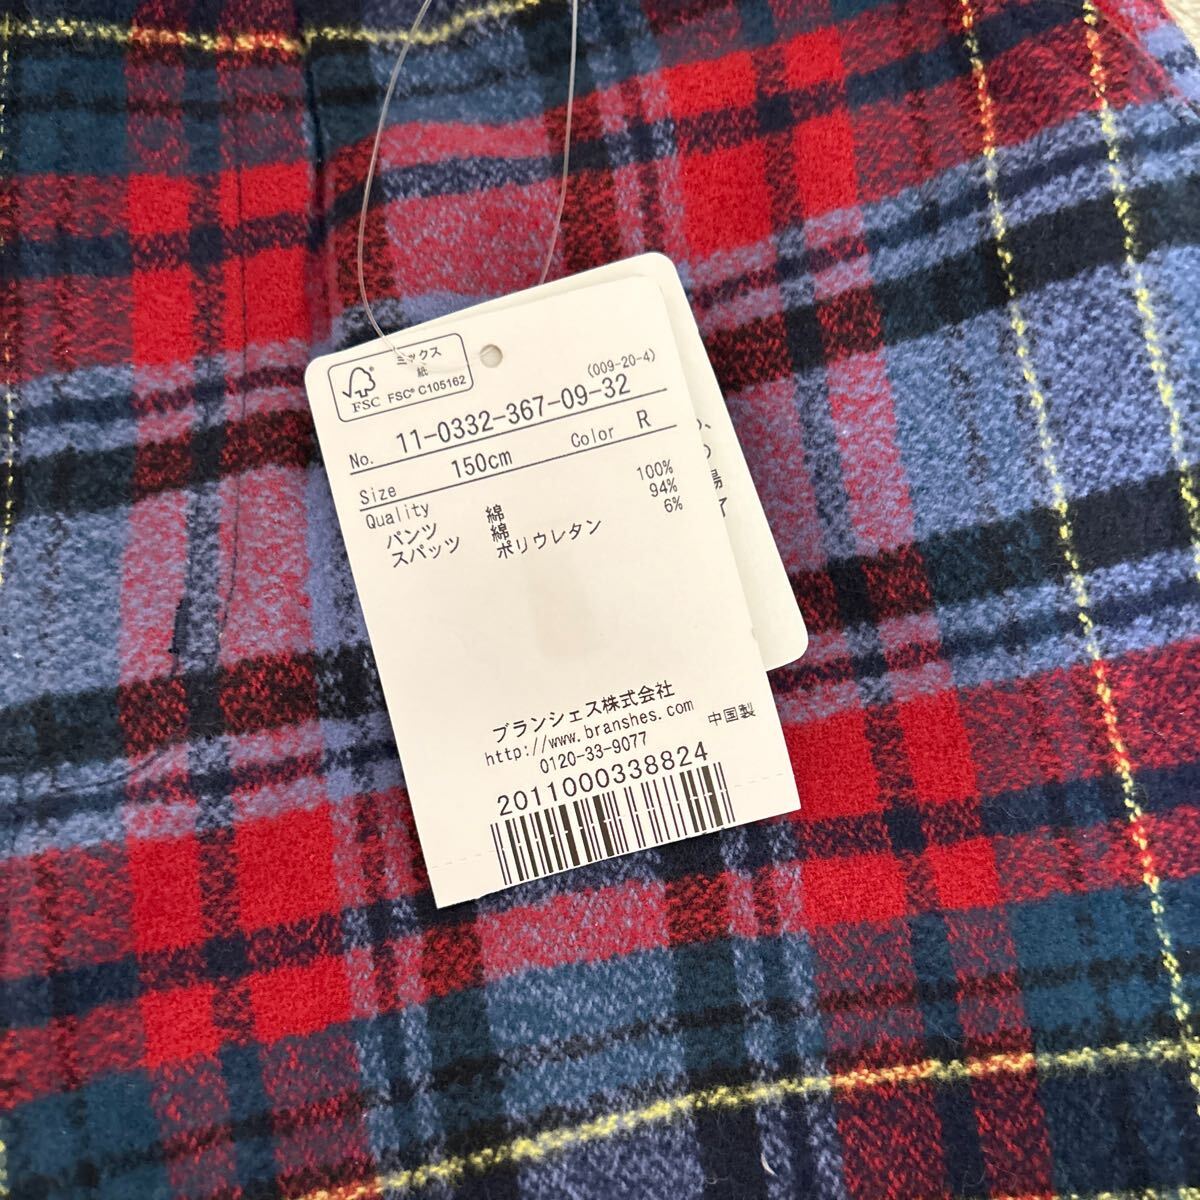 ミックス
紙
FSC FSC® C105162
(009-20-4)
No. 11-0332-367-09-32
Size 150cm Color R
Quality
パンツ 綿 100%
スパッツ 綿 94%
ポリウレタン 6%
ブランシェス株式会社
http://www.branshes.com
0120-33-9077 中国製
2011000338824